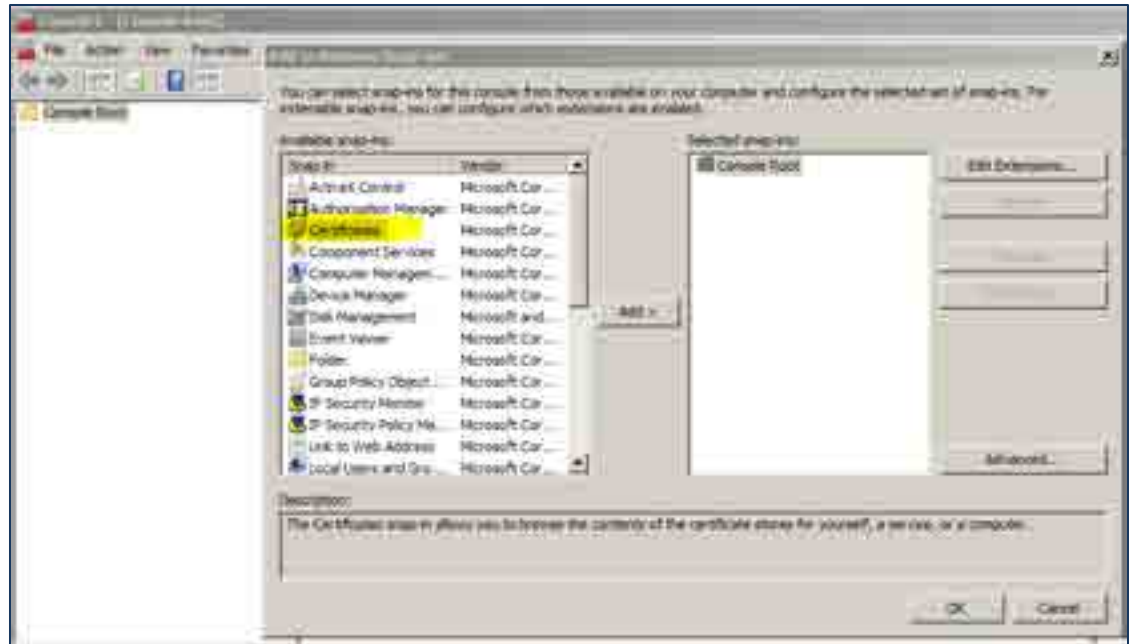 File Action View Favorites
You can select snap-ins for this console from those available on your computer and configure the selected set of snap-ins. For
extensible snap-ins, you can configure which extensions are enabled.
Console Root
Available snap-ins:
Selected snap-ins:
Snap-in Vendor
Console Root
Edit Extensions...
ActiveX Control Microsoft Cor...
Authorization Manager Microsoft Cor...
Certificates Microsoft Cor...
Component Services Microsoft Cor...
Computer Managem... Microsoft Cor...
Device Manager Microsoft Cor...
Disk Management Microsoft and...
Add >
Event Viewer Microsoft Cor...
Folder Microsoft Cor...
Group Policy Object... Microsoft Cor...
IP Security Monitor Microsoft Cor...
IP Security Policy Ma... Microsoft Cor...
Link to Web Address Microsoft Cor...
Local Users and Gro... Microsoft Cor...
Advanced...
Description:
The Certificates snap-in allows you to browse the contents of the certificate stores for yourself, a service, or a computer.
OK Cancel